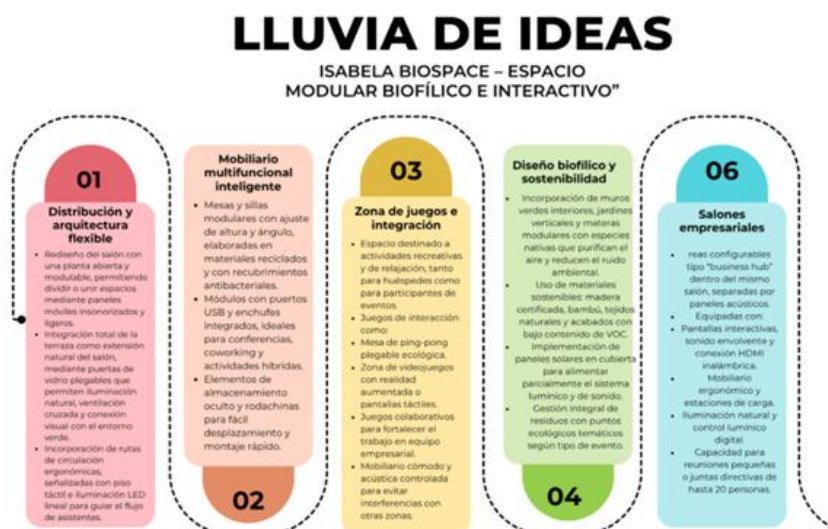 LLUVIA DE IDEAS
ISABELA BIOSPACE – ESPACIO
MODULAR BIOFÍLICO E INTERACTIVO”
01
Distribución y
arquitectura
flexible
• Rediseño del salón con
una planta abierta y
modulable, permitiendo
dividir o unir espacios
mediante paneles
móviles insonorizados y
ligeros.
• Integración total de la
terraza como extensión
natural del salón,
mediante puertas de
vidrio plegables que
permiten iluminación
natural, ventilación
cruzada y conexión
visual con el entorno
verde.
• Incorporación de rutas
de circulación
ergonómicas,
señalizadas con piso
táctil e iluminación LED
lineal para guiar el flujo
de asistentes.
Mobiliario
multifuncional
inteligente
• Mesas y sillas
modulares con ajuste
de altura y ángulo,
elaboradas en
materiales reciclados
y con recubrimientos
antibacteriales.
• Módulos con puertos
USB y enchufes
integrados, ideales
para conferencias,
coworking y
actividades híbridas.
• Elementos de
almacenamiento
oculto y rodachinas
para fácil
desplazamiento y
montaje rápido.
02
03
Zona de juegos e
integración
• Espacio destinado a
actividades recreativas
y de relajación, tanto
para huéspedes como
para participantes de
eventos.
• Juegos de interacción
como:
• Mesa de ping-pong
plegable ecológica.
• Zona de videojuegos
con realidad
aumentada o
pantallas táctiles.
• Juegos colaborativos
para fortalecer el
trabajo en equipo
empresarial.
• Mobiliario cómodo y
acústica controlada
para evitar
interferencias con
otras zonas.
Diseño biofílico y
sostenibilidad
• Incorporación de muros
verdes interiores, jardines
verticales y materas
modulares con especies
nativas que purifican el
aire y reducen el ruido
ambiental.
• Uso de materiales
sostenibles: madera
certificada, bambú, tejidos
naturales y acabados con
bajo contenido de VOC.
• Implementación de
paneles solares en cubierta
para alimentar
parcialmente el sistema
lumínico y de sonido.
• Gestión integral de
residuos con puntos
ecológicos temáticos
según tipo de evento.
04
06
Salones
empresariales
• reas configurables
tipo “business hub”
dentro del mismo
salón, separadas por
paneles acústicos.
• Equipadas con:
• Pantallas interactivas,
sonido envolvente y
conexión HDMI
inalámbrica.
• Mobiliario
ergonómico y
estaciones de carga.
• Iluminación natural y
control lumínico
digital.
• Capacidad para
reuniones pequeñas
o juntas directivas de
hasta 20 personas.